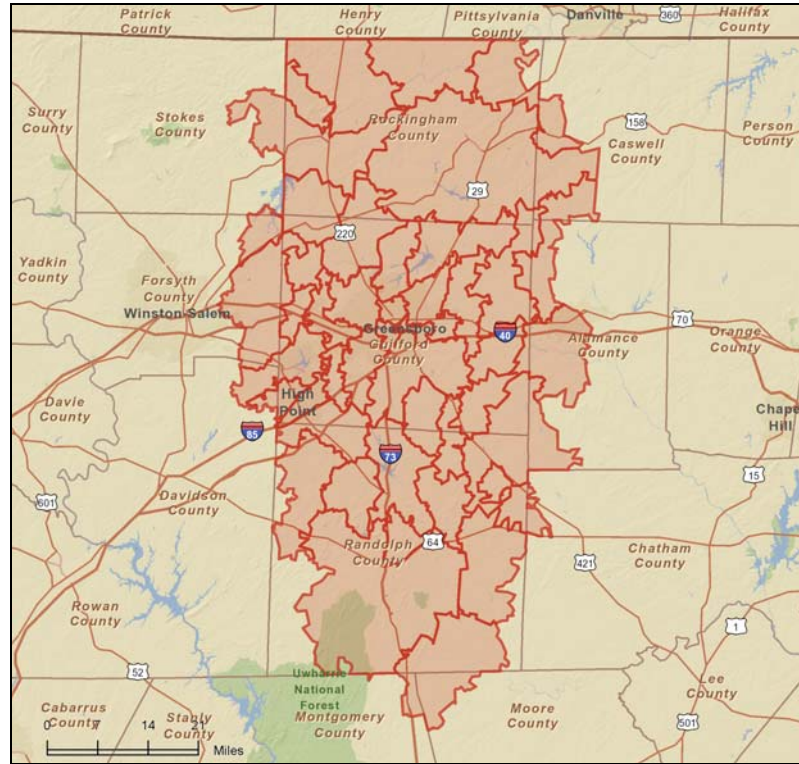 Patrick
County
Henry
County
Pittsylvania
County
Danville
360
Halifax
County
Surry
County
Stokes
County
Rockingham
County
158
Caswell
County
Person
County
29
220
Yadkin
County
Forsyth
County
Winston Salem
Greensboro
Guilford
County
40
70
Alamance
County
Orange
County
Davie
County
High
Point
85
73
Chape
Hill
15
601
Davidson
County
Randolph
County
64
421
Chatham
County
Rowan
County
1
52
Uwharrie
National
Forest
Lee
County
Cabarrus
County
Stanly
County
Montgomery
County
Moore
County
501
0 7 14 21
Miles